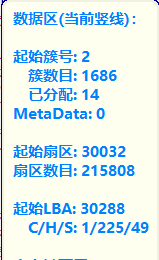 数据区(当前竖线)：
起始簇号: 2
簇数目: 1686
已分配: 14
MetaData: 0
起始扇区: 30032
扇区数目: 215808
起始LBA: 30288
C/H/S: 1/225/49